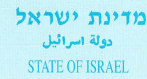 מדינת ישראל
دولة اسرائيل
STATE OF ISRAEL